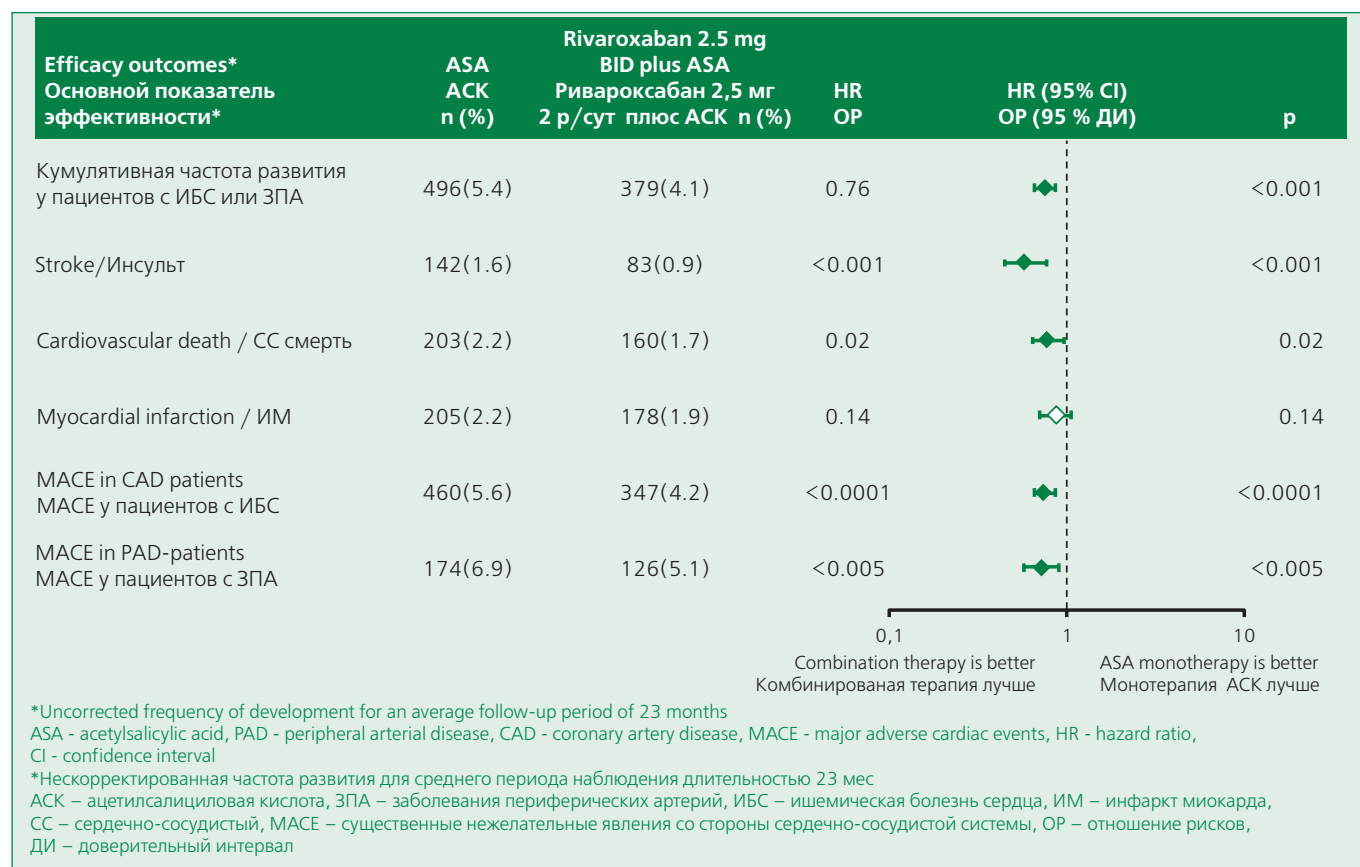 Efficacy outcomes*
Основной показатель
эффективности*
ASA
АСК
n (%)
Rivaroxaban 2.5 mg
BID plus ASA
Ривароксабан 2,5 мг
2 р/сут плюс АСК n (%)
HR
ОР
HR (95% CI)
ОР (95 % ДИ)
p
Кумулятивная частота развития
у пациентов с ИБС или ЗПА
496(5.4) 379(4.1) 0.76 <0.001
Stroke/Инсульт 142(1.6) 83(0.9) <0.001 <0.001
Cardiovascular death / СС смерть 203(2.2) 160(1.7) 0.02 0.02
Myocardial infarction / ИМ 205(2.2) 178(1.9) 0.14 0.14
MACE in CAD patients
MACE у пациентов с ИБС
460(5.6) 347(4.2) <0.0001 <0.0001
MACE in PAD-patients
MACE у пациентов с ЗПА
174(6.9) 126(5.1) <0.005 <0.005
0,1 1 10
Combination therapy is better
Комбинированая терапия лучше
ASA monotherapy is better
Монотерапия АСК лучше
*Uncorrected frequency of development for an average follow-up period of 23 months
ASA - acetylsalicylic acid, PAD - peripheral arterial disease, CAD - coronary artery disease, MACE - major adverse cardiac events, HR - hazard ratio,
CI - confidence interval
*Нескорректированная частота развития для среднего периода наблюдения длительностью 23 мес
АСК – ацетилсалициловая кислота, ЗПА – заболевания периферических артерий, ИБС – ишемическая болезнь сердца, ИМ – инфаркт миокарда,
СС – сердечно-сосудистый, MACE – существенные нежелательные явления со стороны сердечно-сосудистой системы, ОР – отношение рисков,
ДИ – доверительный интервал